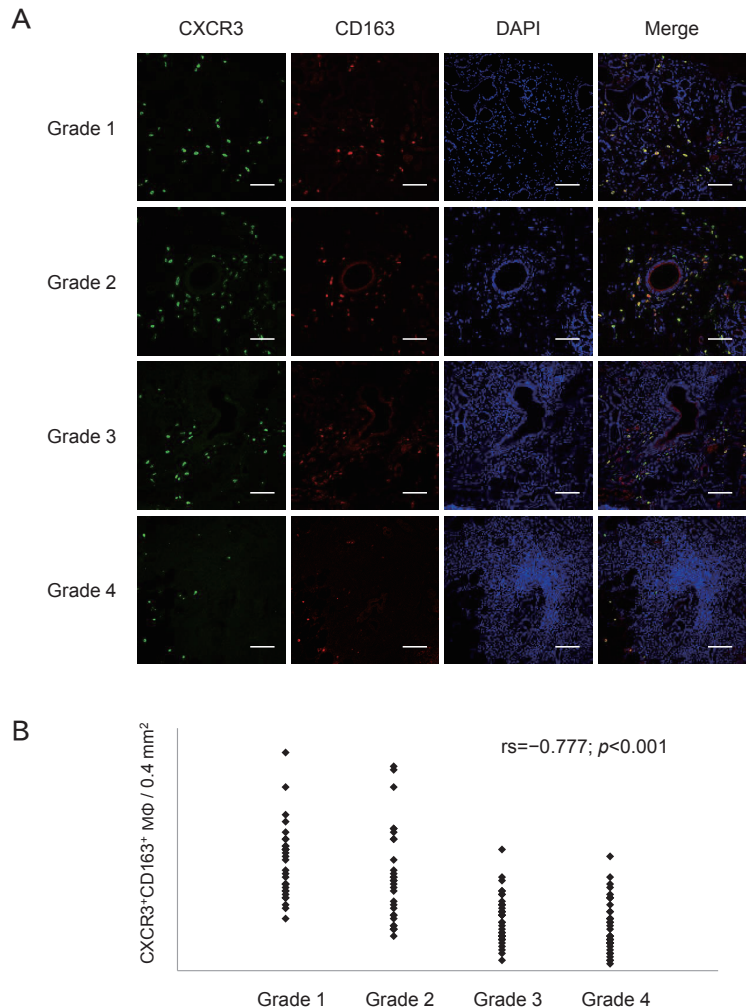 A
CXCR3 CD163 DAPI Merge
Grade 1
Grade 2
Grade 3
Grade 4
B
CXCR3⁺CD163⁺ MΦ / 0.4 mm²
rs=−0.777; p<0.001
Grade 1 Grade 2 Grade 3 Grade 4